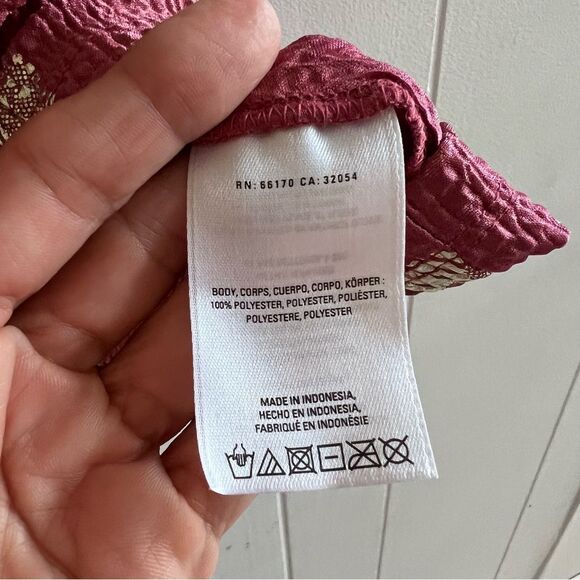 RN: 66170 CA: 32054
BODY, CORPS, CUERPO, CORPO, KÖRPER :
100% POLYESTER, POLYESTER, POLIÉSTER,
POLYESTERE, POLYESTER
MADE IN INDONESIA,
HECHO EN INDONESIA,
FABRIQUÉ EN INDONÊSIE